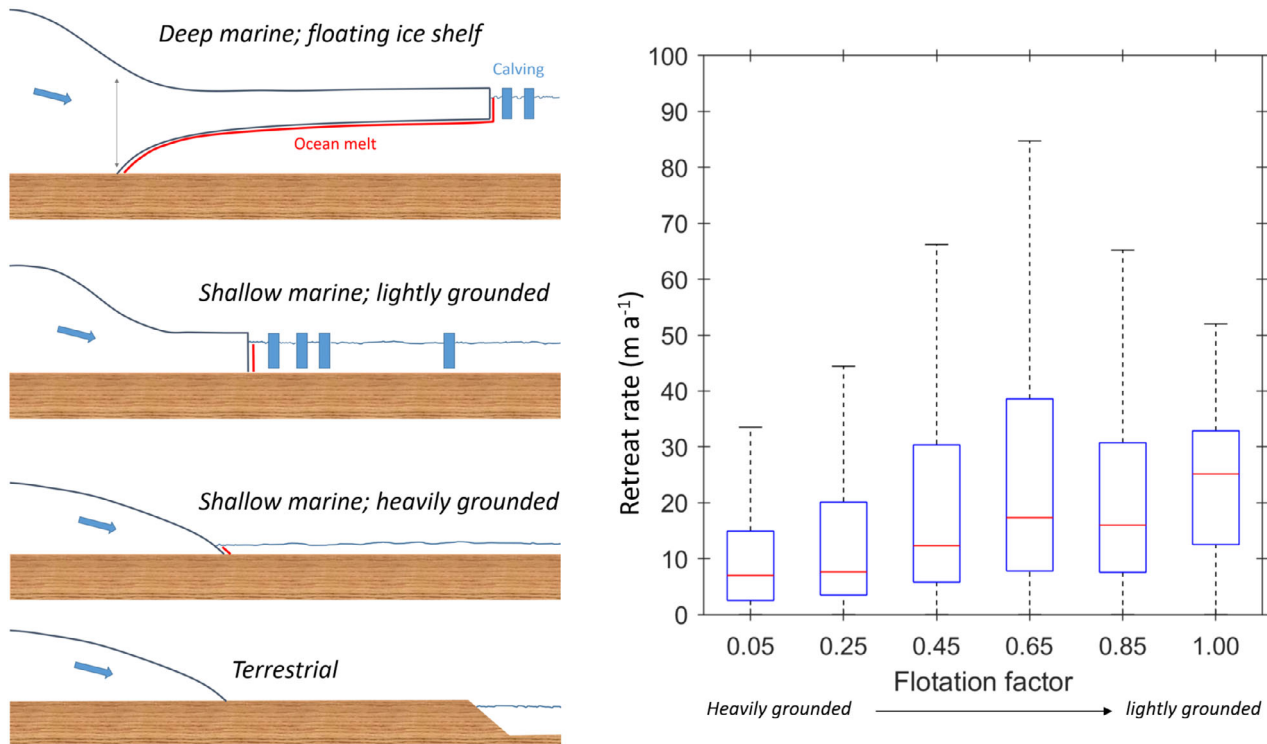 Deep marine; floating ice shelf
Calving
Ocean melt
Shallow marine; lightly grounded
Shallow marine; heavily grounded
Terrestrial
100
90
80
70
60
50
40
30
20
10
0
Retreat rate (m a⁻¹)
0.05 0.25 0.45 0.65 0.85 1.00
Flotation factor
Heavily grounded lightly grounded